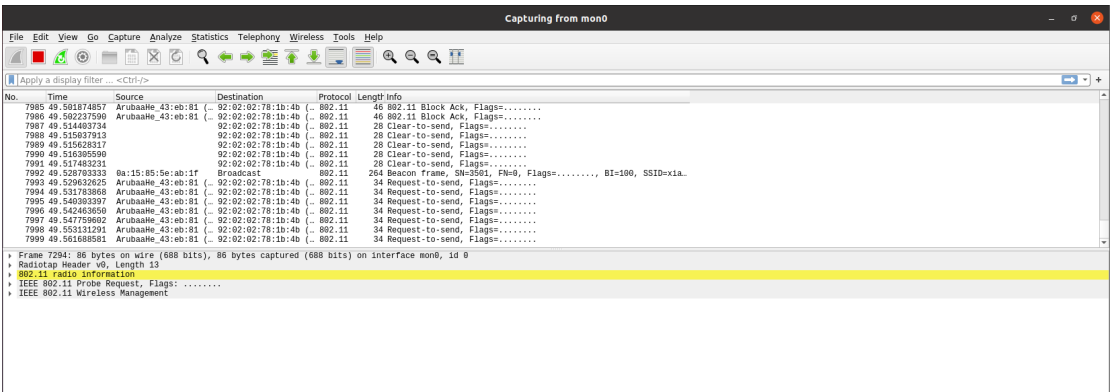 Capturing from mon0
File Edit View Go Capture Analyze Statistics Telephony Wireless Tools Help
Apply a display filter ... <Ctrl-/>
No. Time Source Destination Protocol Length Info
7985 49.501874857 ArubaaHe_43:eb:81 (… 92:02:02:78:1b:4b (… 802.11 46 802.11 Block Ack, Flags=........
7986 49.502237590 ArubaaHe_43:eb:81 (… 92:02:02:78:1b:4b (… 802.11 46 802.11 Block Ack, Flags=........
7987 49.514403734 92:02:02:78:1b:4b (… 802.11 28 Clear-to-send, Flags=........
7988 49.515037913 92:02:02:78:1b:4b (… 802.11 28 Clear-to-send, Flags=........
7989 49.515628317 92:02:02:78:1b:4b (… 802.11 28 Clear-to-send, Flags=........
7990 49.516305590 92:02:02:78:1b:4b (… 802.11 28 Clear-to-send, Flags=........
7991 49.517483231 92:02:02:78:1b:4b (… 802.11 28 Clear-to-send, Flags=........
7992 49.528703333 0a:15:85:5e:ab:1f Broadcast 802.11 264 Beacon frame, SN=3501, FN=0, Flags=........, BI=100, SSID=xia…
7993 49.529632625 ArubaaHe_43:eb:81 (… 92:02:02:78:1b:4b (… 802.11 34 Request-to-send, Flags=........
7994 49.531783868 ArubaaHe_43:eb:81 (… 92:02:02:78:1b:4b (… 802.11 34 Request-to-send, Flags=........
7995 49.540303397 ArubaaHe_43:eb:81 (… 92:02:02:78:1b:4b (… 802.11 34 Request-to-send, Flags=........
7996 49.542463650 ArubaaHe_43:eb:81 (… 92:02:02:78:1b:4b (… 802.11 34 Request-to-send, Flags=........
7997 49.547759602 ArubaaHe_43:eb:81 (… 92:02:02:78:1b:4b (… 802.11 34 Request-to-send, Flags=........
7998 49.553131291 ArubaaHe_43:eb:81 (… 92:02:02:78:1b:4b (… 802.11 34 Request-to-send, Flags=........
7999 49.561688581 ArubaaHe_43:eb:81 (… 92:02:02:78:1b:4b (… 802.11 34 Request-to-send, Flags=........
Frame 7294: 86 bytes on wire (688 bits), 86 bytes captured (688 bits) on interface mon0, id 0
Radiotap Header v0, Length 13
802.11 radio information
IEEE 802.11 Probe Request, Flags: ........
IEEE 802.11 Wireless Management